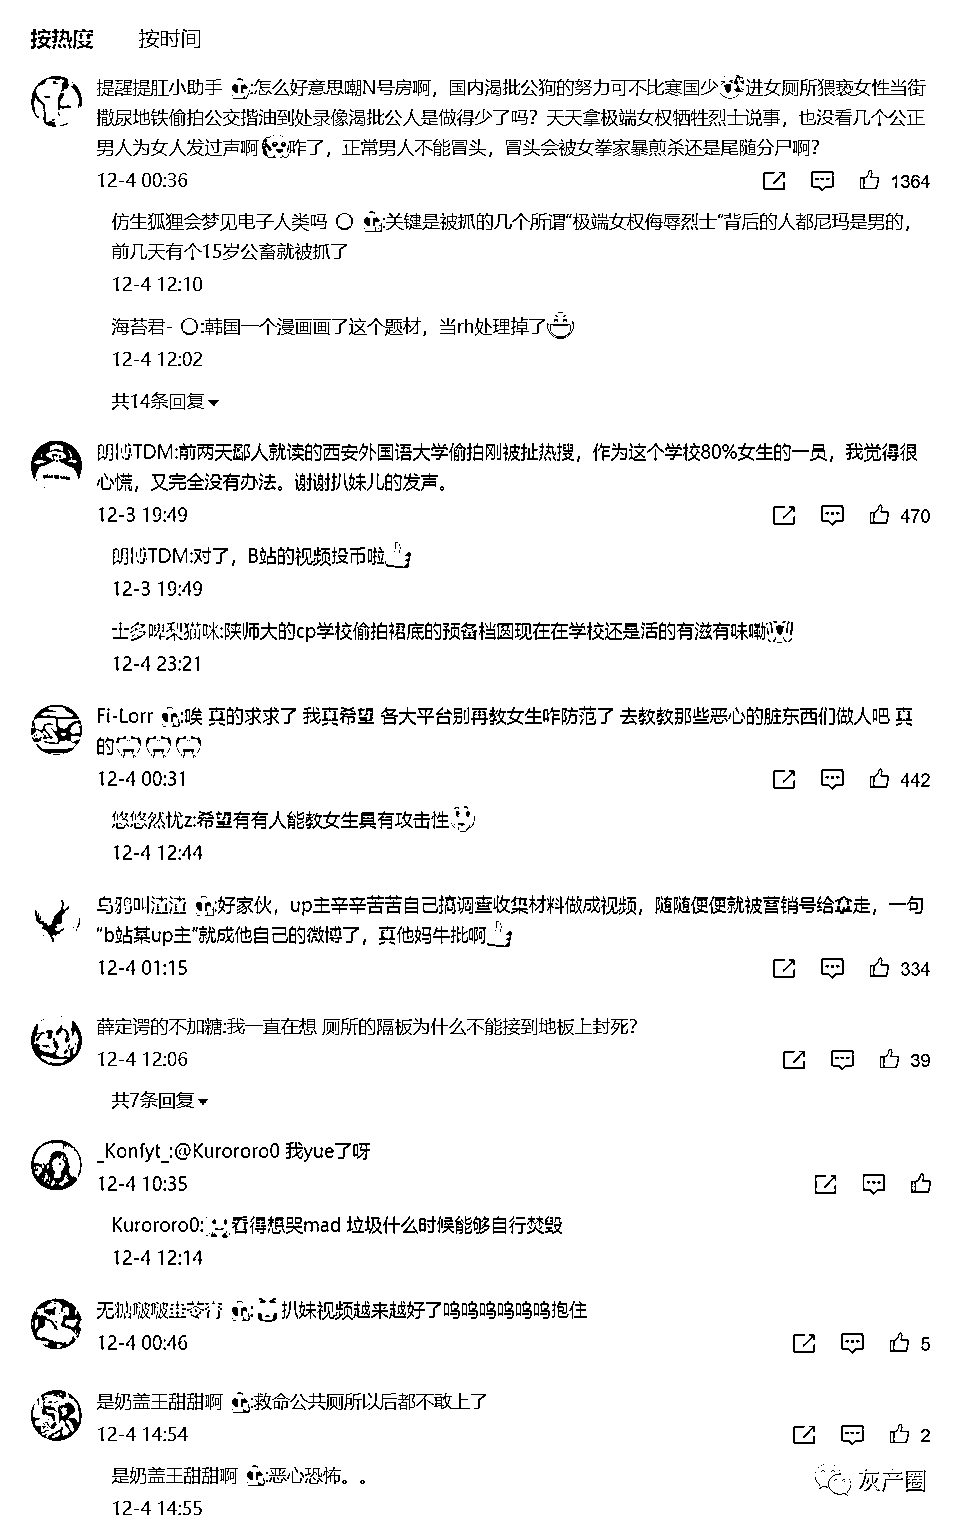 按热度 按时间
提醒提肛小助手 :怎么好意思嘲N号房啊，国内渴批公狗的努力可不比寒国少 进女厕所猥亵女性当街
撒尿地铁偷拍公交揩油到处录像渴批公人是做得少了吗？天天拿极端女权牺牲烈士说事，也没看几个公正
男人为女人发过声啊 咋了，正常男人不能冒头，冒头会被女拳家暴煎杀还是尾随分尸啊？
12-4 00:36 1364
仿生狐狸会梦见电子人类吗 :关键是被抓的几个所谓“极端女权侮辱烈士”背后的人都尼玛是男的，
前几天有个15岁公畜就被抓了
12-4 12:10
海苔君- :韩国一个漫画画了这个题材，当rh处理掉了
12-4 12:02
共14条回复
朗博TDM:前两天鄙人就读的西安外国语大学偷拍刚被扯热搜，作为这个学校80%女生的一员，我觉得很
心慌，又完全没有办法。谢谢扒妹儿的发声。
12-3 19:49 470
朗博TDM:对了，B站的视频投币啦
12-3 19:49
士多啤梨猫咪:陕师大的cp学校偷拍裙底的预备档圆现在在学校还是活的有滋有味嘞
12-4 23:21
Fi-Lorr :唉 真的求求了 我真希望 各大平台别再教女生咋防范了 去教教那些恶心的脏东西们做人吧 真
的
12-4 00:31 442
悠悠然忧z:希望有有人能教女生具有攻击性
12-4 12:44
乌鸦叫渣渣 :好家伙，up主辛辛苦苦自己搞调查收集材料做成视频，随随便便就被营销号给拿走，一句
“b站某up主”就成他自己的微博了，真他妈牛批啊
12-4 01:15 334
薛定谔的不加糖:我一直在想 厕所的隔板为什么不能接到地板上封死？
12-4 12:06 39
共7条回复
_Konfyt_:@Kurororo0 我yue了呀
12-4 10:35
Kurororo0: 看得想哭mad 垃圾什么时候能够自行焚毁
12-4 12:14
无糖啵啵 : 扒妹视频越来越好了呜呜呜呜呜呜抱住
12-4 00:46 5
是奶盖王甜甜啊 :救命公共厕所以后都不敢上了
12-4 14:54 2
是奶盖王甜甜啊 :恶心恐怖。。
12-4 14:55
灰产圈